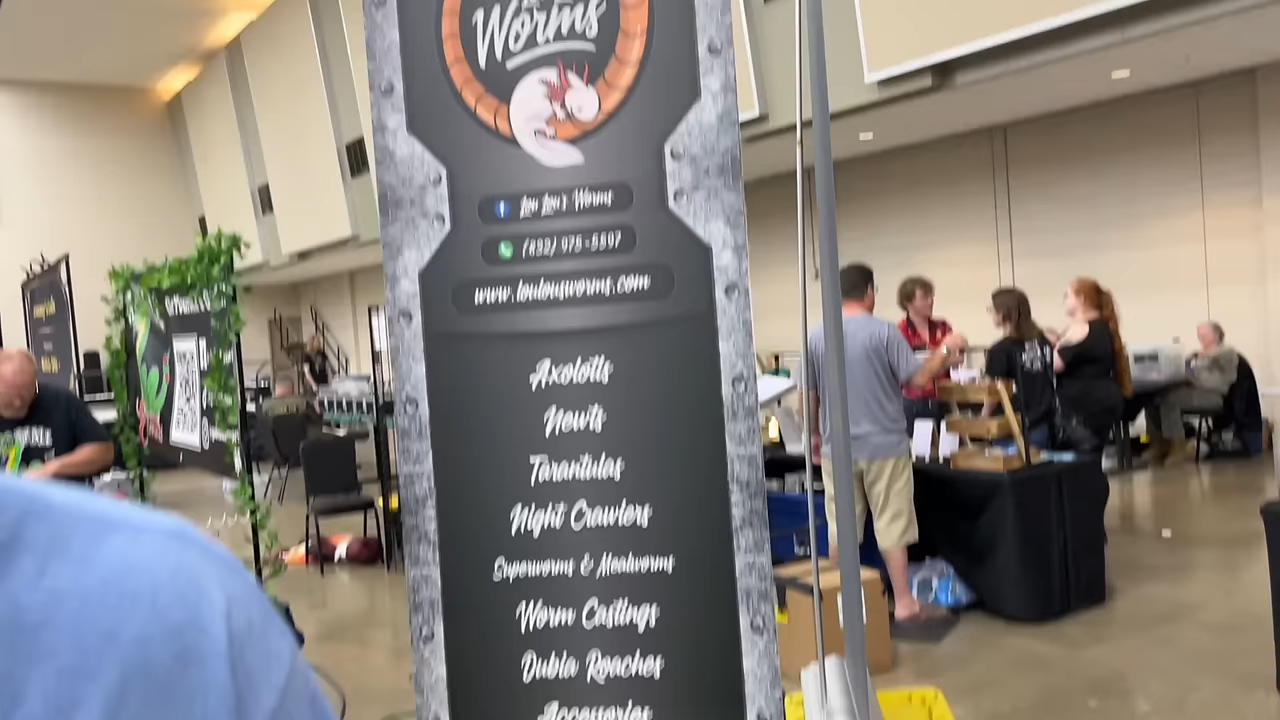 Worms
Lou Lou's Worms
(832) 975-5597
www.loulousworms.com
Axolotls
Newts
Tarantulas
Night Crawlers
Superworms & Mealworms
Worm Castings
Dubia Roaches
Accessories